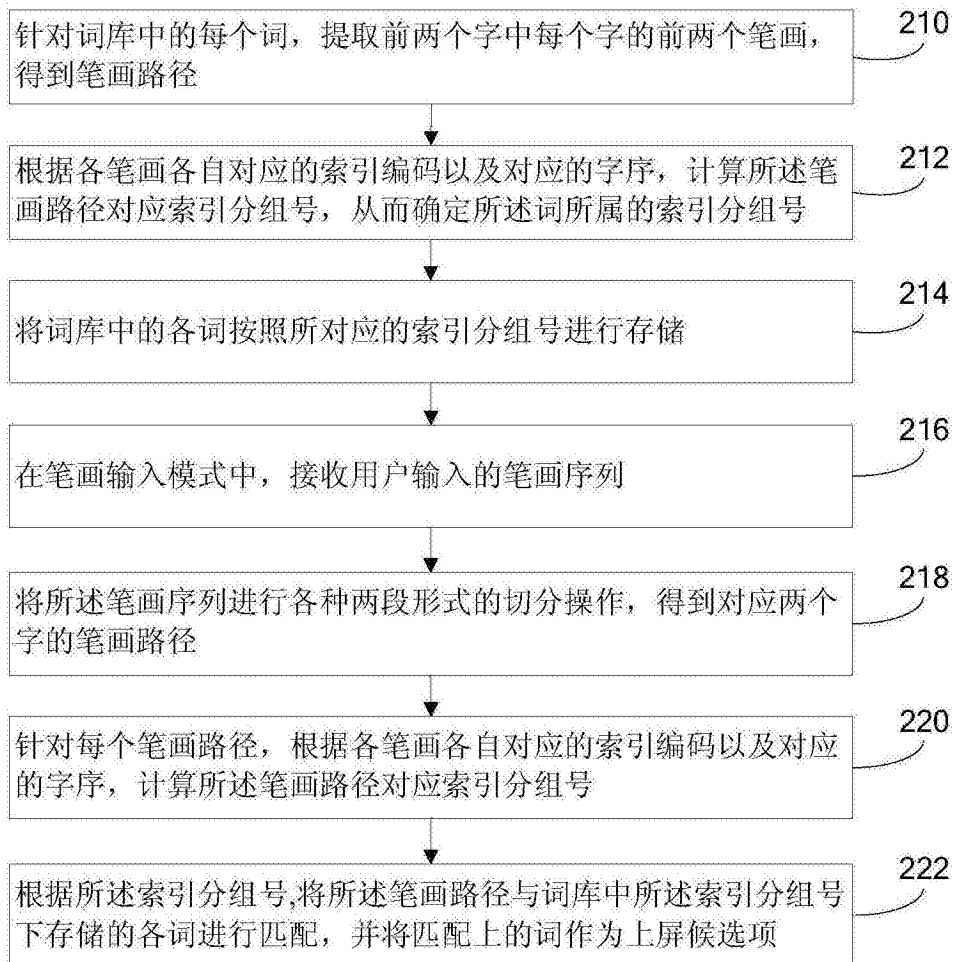 针对词库中的每个词，提取前两个字中每个字的前两个笔画，
得到笔画路径
210
根据各笔画各自对应的索引编码以及对应的字序，计算所述笔
画路径对应索引分组号，从而确定所述词所属的索引分组号
212
将词库中的各词按照所对应的索引分组号进行存储
214
在笔画输入模式中，接收用户输入的笔画序列
216
将所述笔画序列进行各种两段形式的切分操作，得到对应两个
字的笔画路径
218
针对每个笔画路径，根据各笔画各自对应的索引编码以及对应
的字序，计算所述笔画路径对应索引分组号
220
根据所述索引分组号,将所述笔画路径与词库中所述索引分组号
下存储的各词进行匹配，并将匹配上的词作为上屏候选项
222